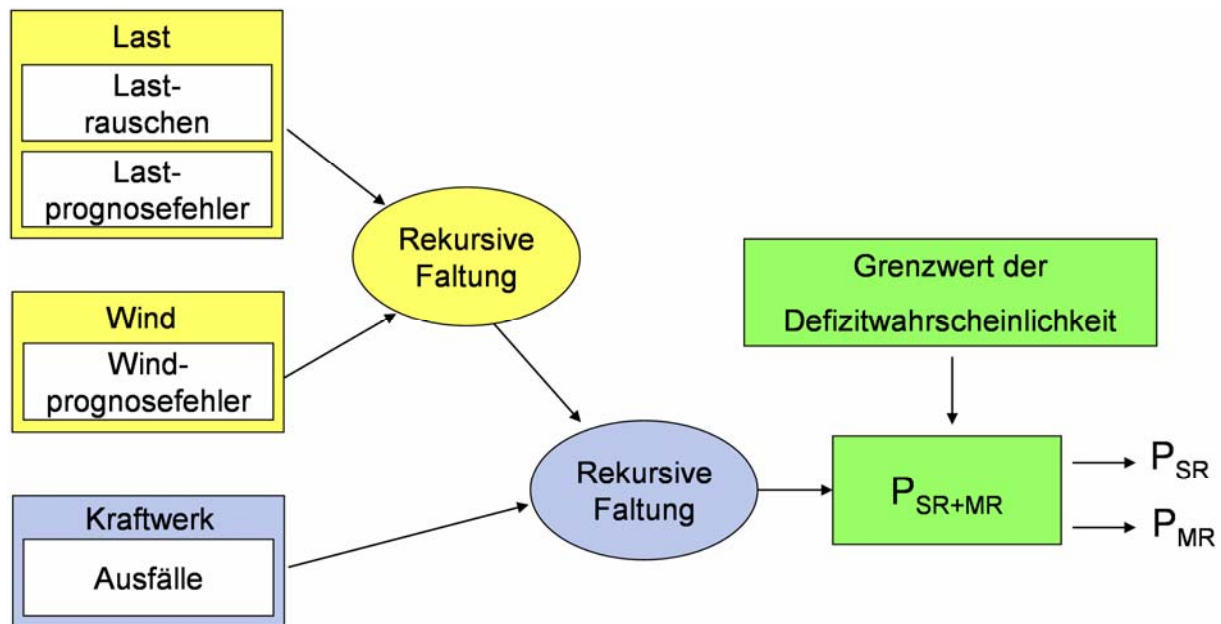 Last
Last-
rauschen
Last-
prognosefehler
Rekursive
Faltung
Wind
Wind-
prognosefehler
Grenzwert der
Defizitwahrscheinlichkeit
Kraftwerk
Ausfälle
Rekursive
Faltung
P_SR+MR
P_SR
P_MR